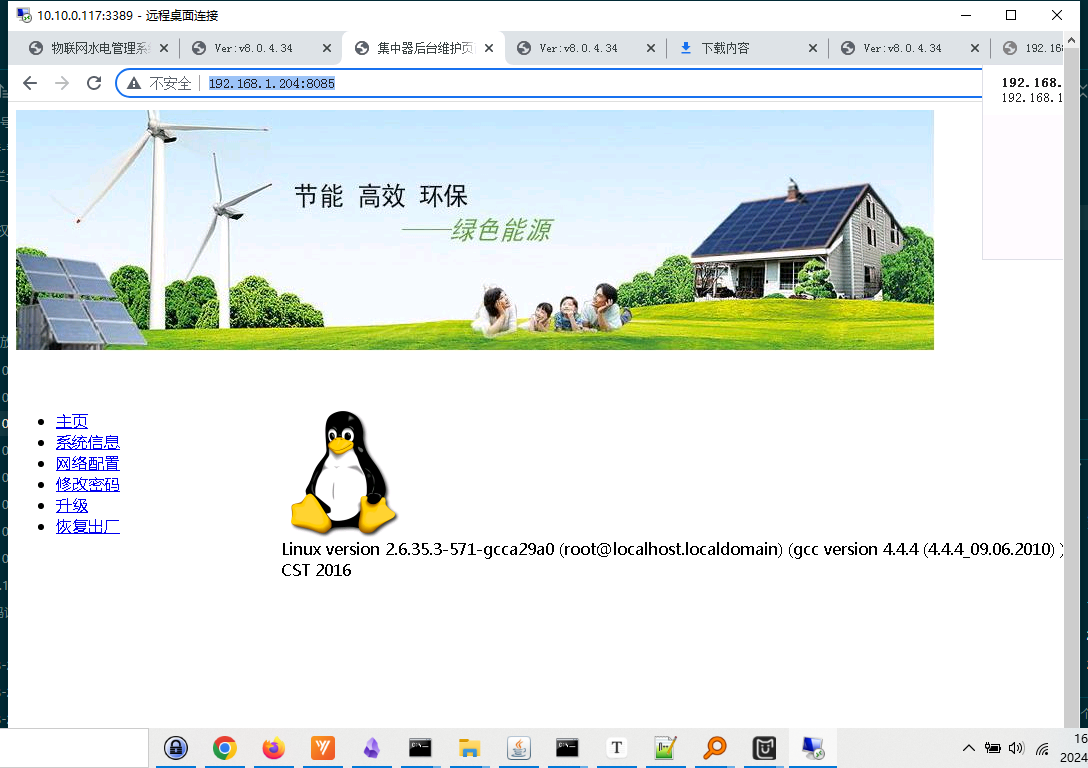 10.10.0.117:3389 - 远程桌面连接
物联网水电管理系
Ver:v8.0.4.34
集中器后台维护页
Ver:v8.0.4.34
下载内容
Ver:v8.0.4.34
192.168
不安全
192.168.1.204:8085
192.168.
192.168.1
节能 高效 环保
——绿色能源
主页
系统信息
网络配置
修改密码
升级
恢复出厂
Linux version 2.6.35.3-571-gcca29a0 (root@localhost.localdomain) (gcc version 4.4.4 (4.4.4_09.06.2010) )
CST 2016
T
16
2024